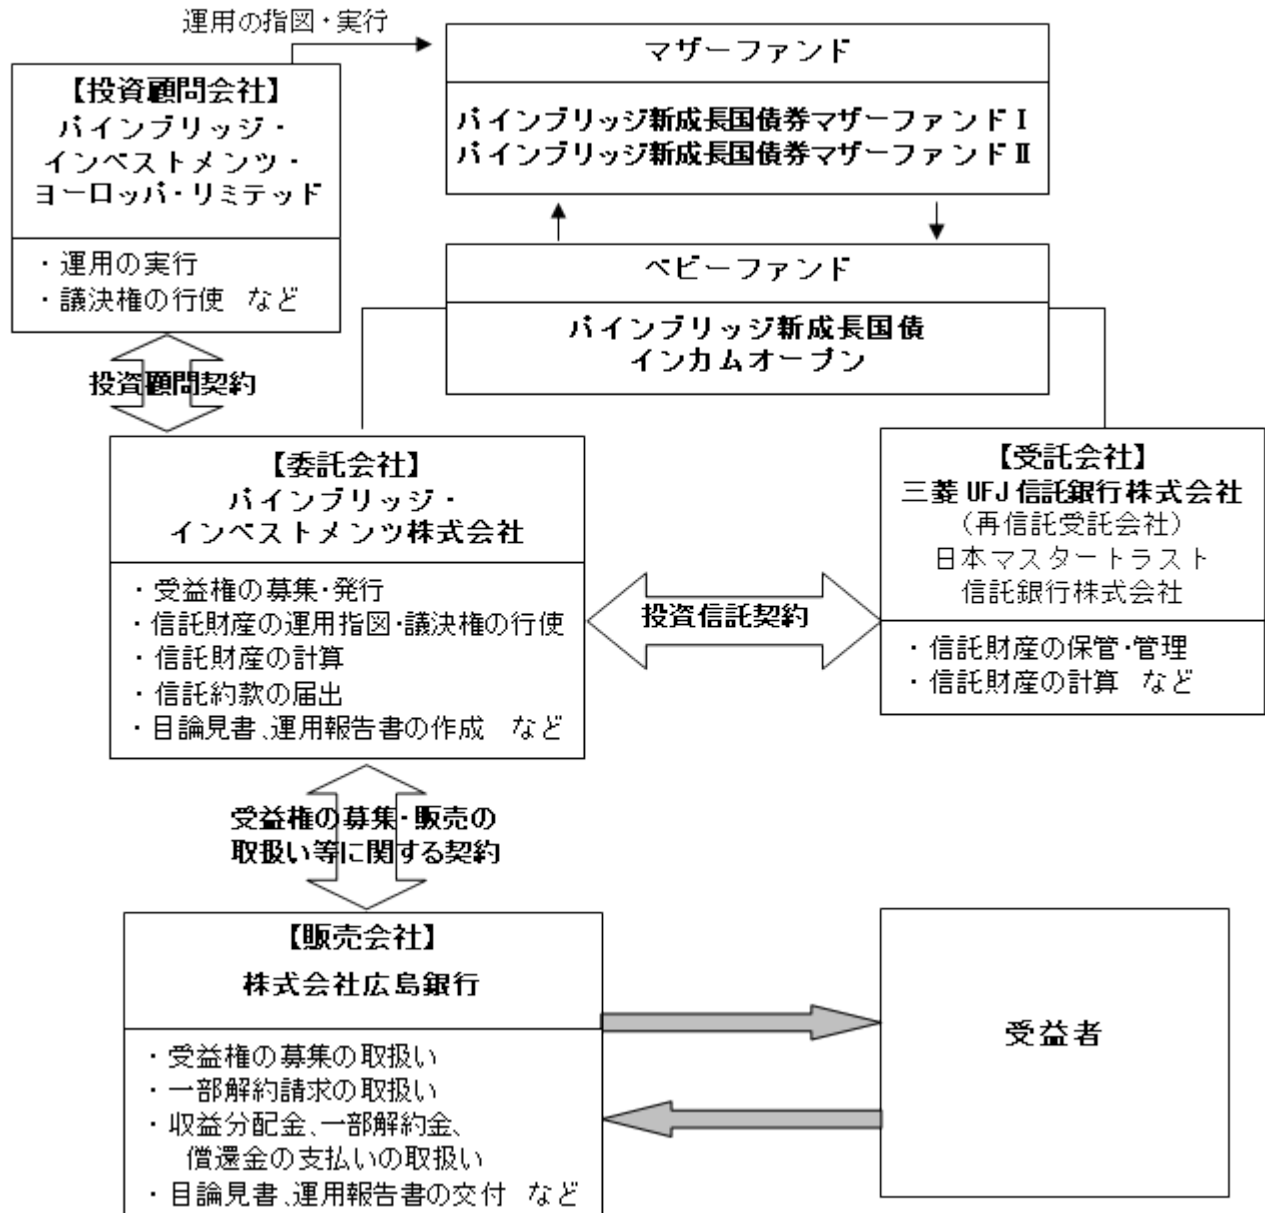 運用の指図・実行
マザーファンド
パインブリッジ新成長国債券マザーファンドⅠ
パインブリッジ新成長国債券マザーファンドⅡ
【投資顧問会社】
パインブリッジ・
インベストメンツ・
ヨーロッパ・リミテッド
・運用の実行
・議決権の行使　など
ベビーファンド
パインブリッジ新成長国債
インカムオープン
投資顧問契約
【委託会社】
パインブリッジ・
インベストメンツ株式会社
・受益権の募集・発行
・信託財産の運用指図・議決権の行使
・信託財産の計算
・信託約款の届出
・目論見書、運用報告書の作成　など
投資信託契約
【受託会社】
三菱UFJ信託銀行株式会社
（再信託受託会社）
日本マスタートラスト
信託銀行株式会社
・信託財産の保管・管理
・信託財産の計算　など
受益権の募集・販売の
取扱い等に関する契約
【販売会社】
株式会社広島銀行
・受益権の募集の取扱い
・一部解約請求の取扱い
・収益分配金、一部解約金、
償還金の支払いの取扱い
・目論見書、運用報告書の交付　など
受益者